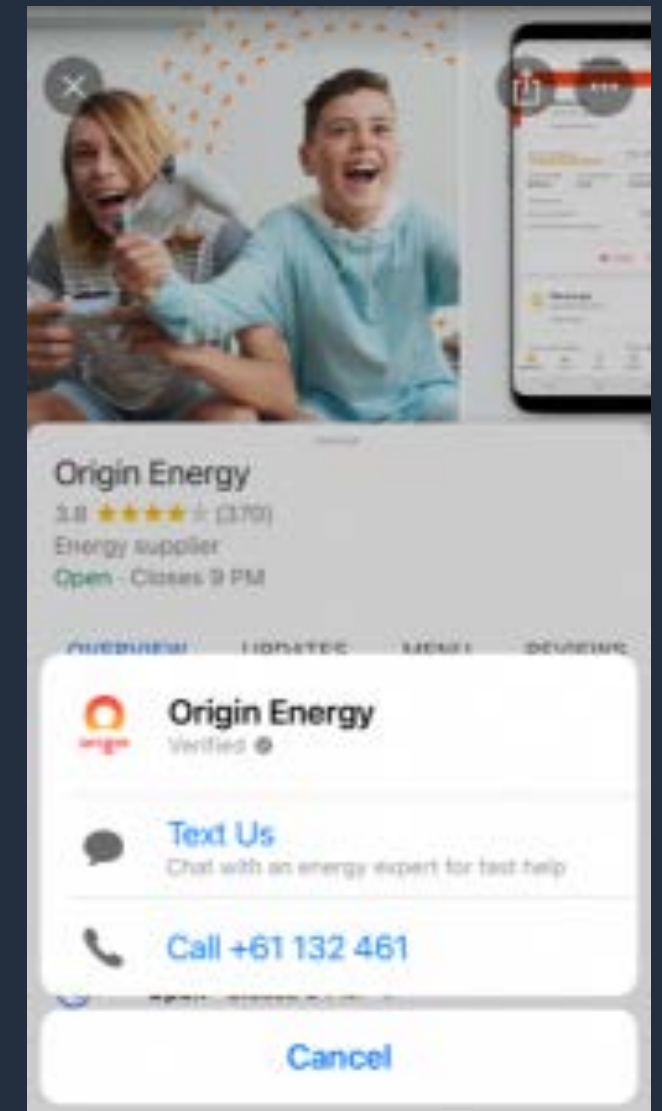 Origin Energy
3.8 (370)
Energy supplier
Open · Closes 9 PM
OVERVIEW UPDATES MENU REVIEWS
origin
Origin Energy
Verified
Text Us
Chat with an energy expert for fast help
Call +61 132 461
Cancel